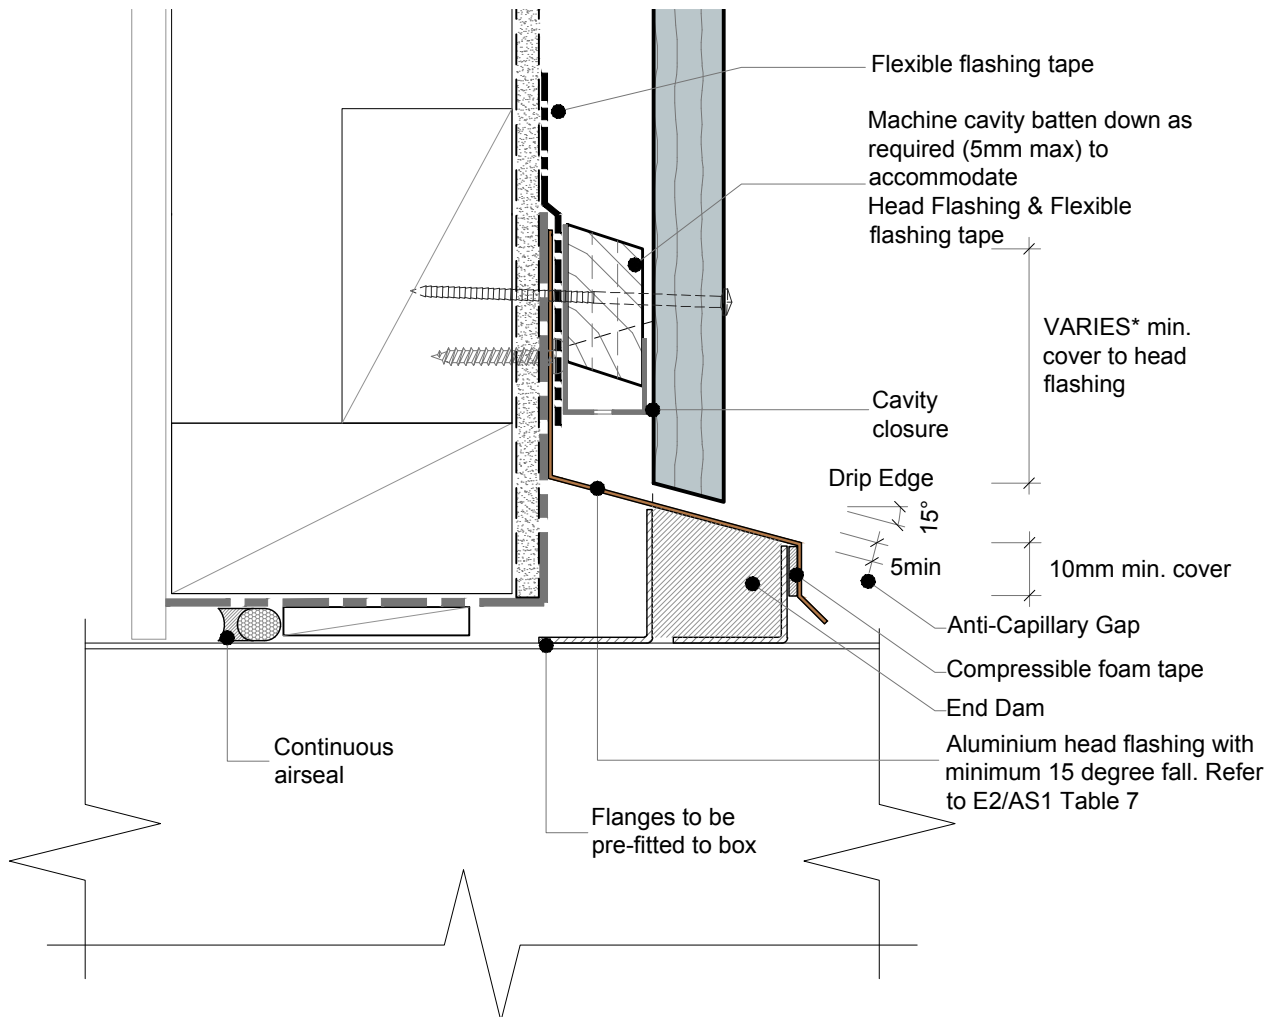 Flexible flashing tape
Machine cavity batten down as
required (5mm max) to
accommodate
Head Flashing & Flexible
flashing tape
VARIES* min.
cover to head
flashing
Cavity
closure
Drip Edge
15°
5min
10mm min. cover
Anti-Capillary Gap
Compressible foam tape
End Dam
Aluminium head flashing with
minimum 15 degree fall. Refer
to E2/AS1 Table 7
Continuous
airseal
Flanges to be
pre-fitted to box